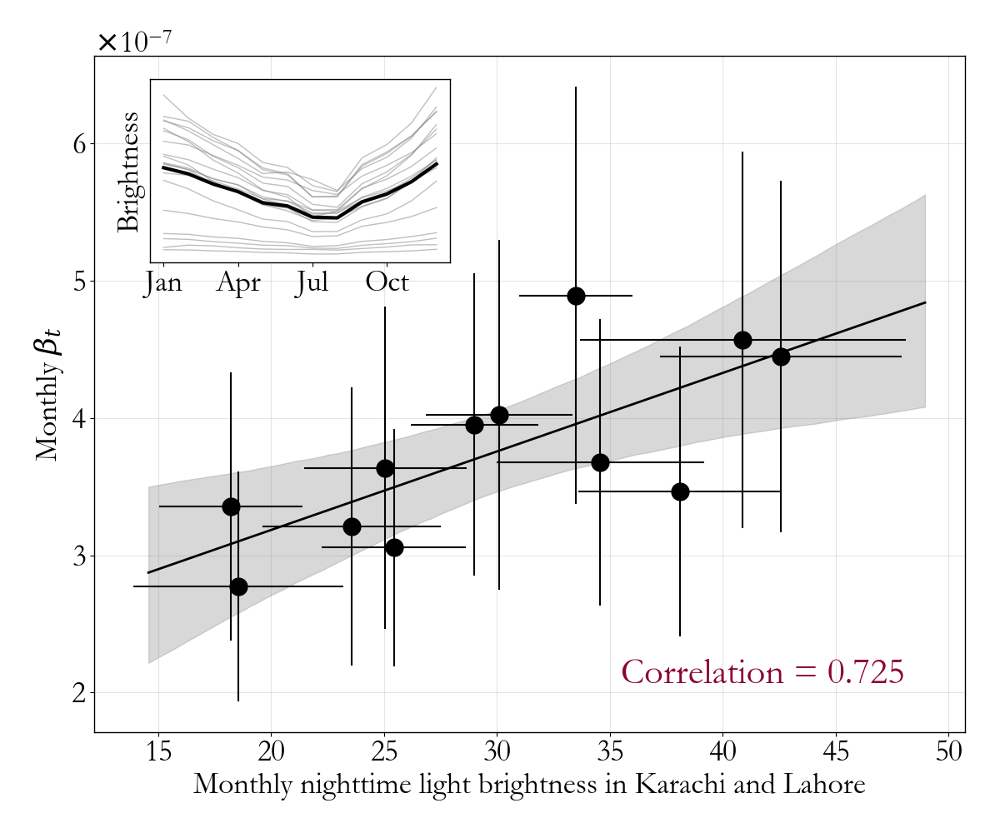 ×10⁻⁷
Brightness
Jan Apr Jul Oct
Monthly βt
6
5
4
3
2
Correlation = 0.725
15 20 25 30 35 40 45 50
Monthly nighttime light brightness in Karachi and Lahore